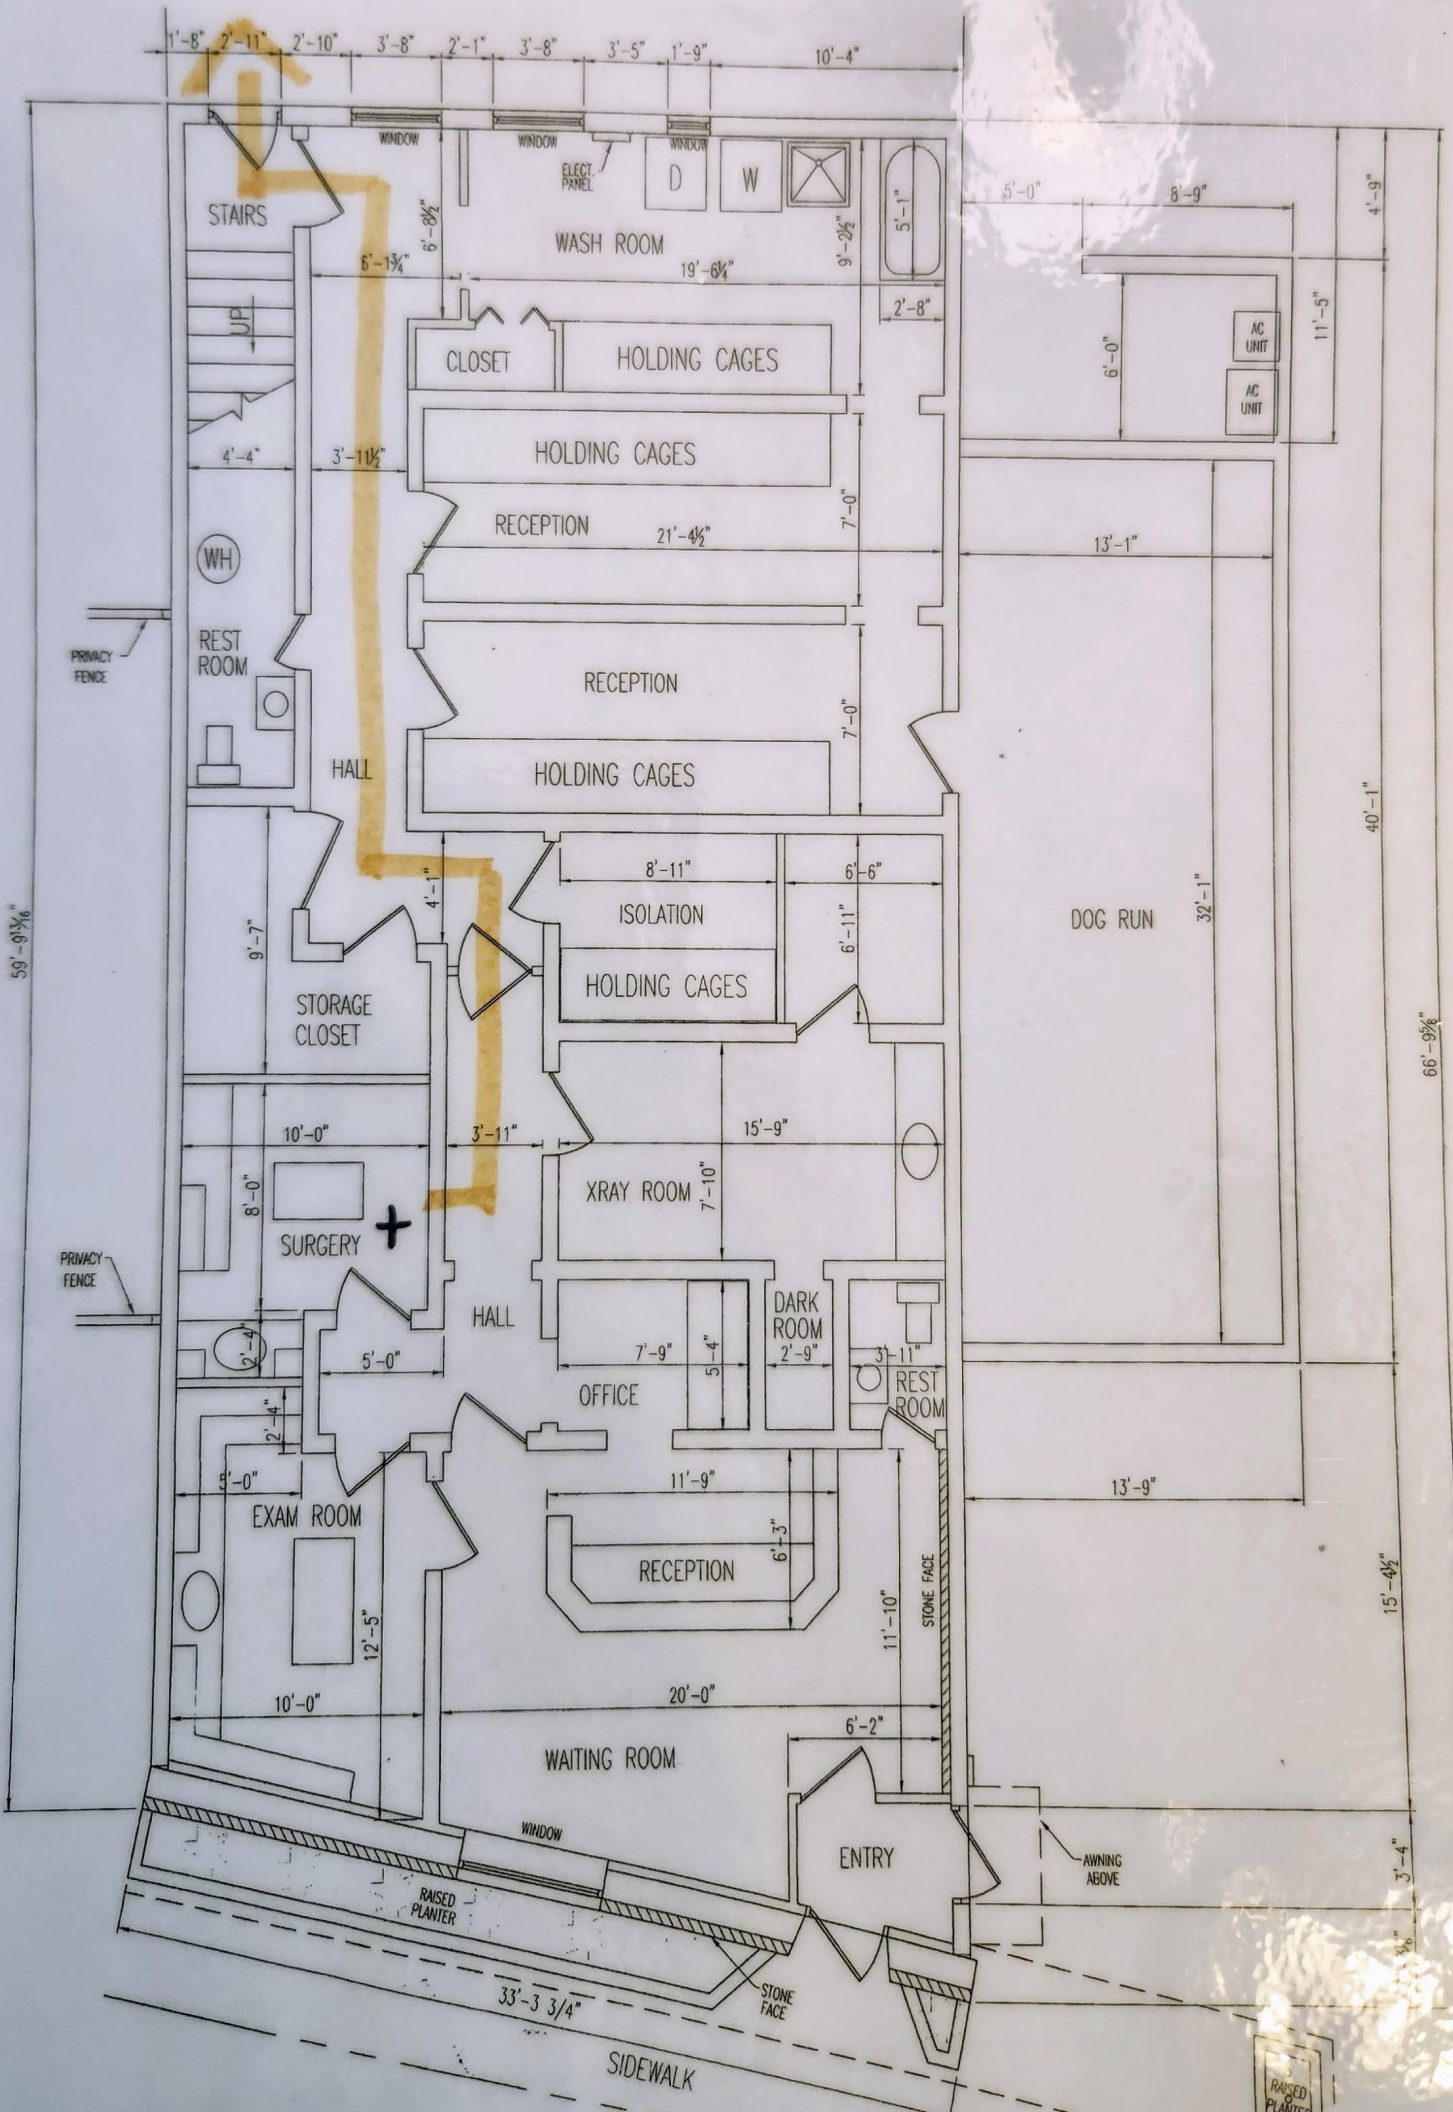 1'-8" 2'-11" 2'-10" 3'-8" 2'-1" 3'-8" 3'-5" 1'-9" 10'-4"
WINDOW WINDOW WINDOW
ELECT.
PANEL
D W
5'-1"
5'-0" 8'-9"
4'-9"
STAIRS
6'-8½"
WASH ROOM
9'-2½"
6'-1¾" 19'-6¼"
2'-8"
UP
11'-5"
AC
UNIT
6'-0"
CLOSET HOLDING CAGES
AC
UNIT
4'-4" 3'-11½"
HOLDING CAGES
7'-0"
RECEPTION
21'-4½"
13'-1"
WH
REST
ROOM
PRIVACY
FENCE
RECEPTION
7'-0"
HALL
HOLDING CAGES
40'-1"
8'-11" 6'-6"
4'-1"
ISOLATION
6'-11"
DOG RUN
32'-1"
9'-7"
59'-9 13/16"
HOLDING CAGES
STORAGE
CLOSET
66'-9⅝"
10'-0" 3'-11" 15'-9"
8'-0"
XRAY ROOM
7'-10"
SURGERY
+
PRIVACY
FENCE
HALL
DARK
ROOM
2'-4"
5'-0"
7'-9"
5'-4"
2'-9"
3'-11"
OFFICE
REST
ROOM
2'-4"
5'-0"
11'-9"
13'-9"
EXAM ROOM
6'-3"
RECEPTION
STONE FACE
11'-10"
15'-4½"
12'-5"
10'-0" 20'-0"
6'-2"
WAITING ROOM
WINDOW
ENTRY
AWNING
ABOVE
3'-4"
RAISED
PLANTER
STONE
FACE
33'-3 3/4"
SIDEWALK
RAISED
PLANTER